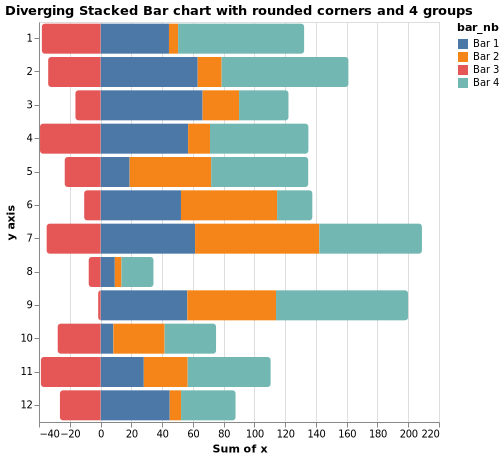 Diverging Stacked Bar chart with rounded corners and 4 groups
bar_nb
Bar 1
Bar 2
Bar 3
Bar 4
y axis
1
2
3
4
5
6
7
8
9
10
11
12
−40 −20 0 20 40 60 80 100 120 140 160 180 200 220
Sum of x